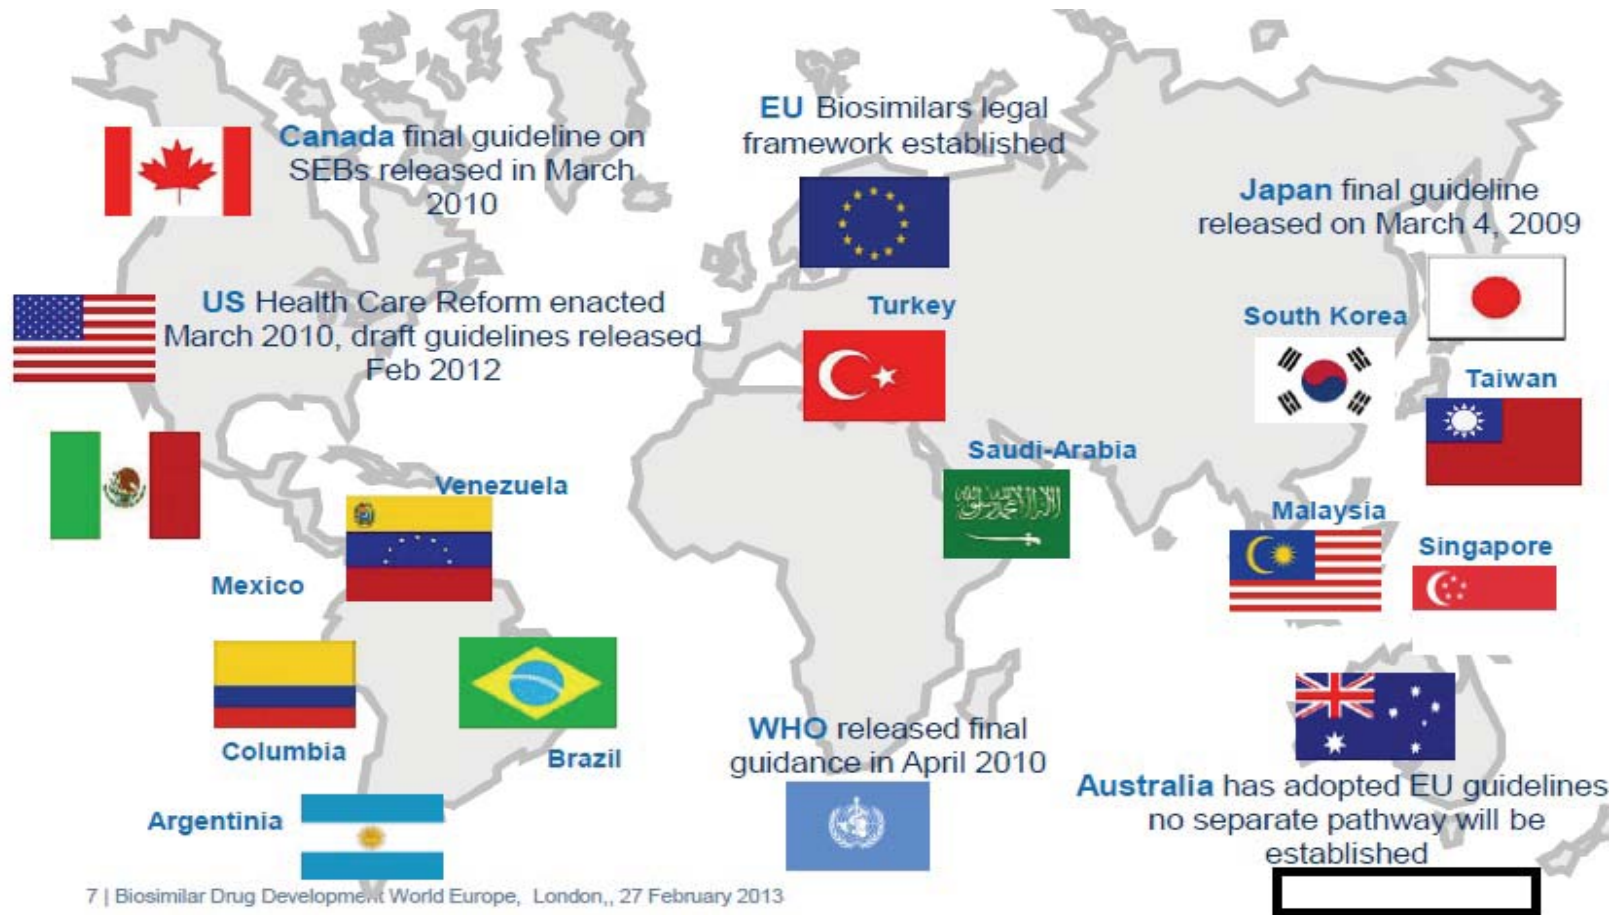 Canada final guideline on
SEBs released in March
2010
EU Biosimilars legal
framework established
Japan final guideline
released on March 4, 2009
US Health Care Reform enacted
March 2010, draft guidelines released
Feb 2012
Turkey
South Korea
Taiwan
Saudi-Arabia
Venezuela
Malaysia
Singapore
Mexico
Columbia
Brazil
WHO released final
guidance in April 2010
Australia has adopted EU guidelines
no separate pathway will be
established
Argentinia
7 | Biosimilar Drug Development World Europe, London,, 27 February 2013